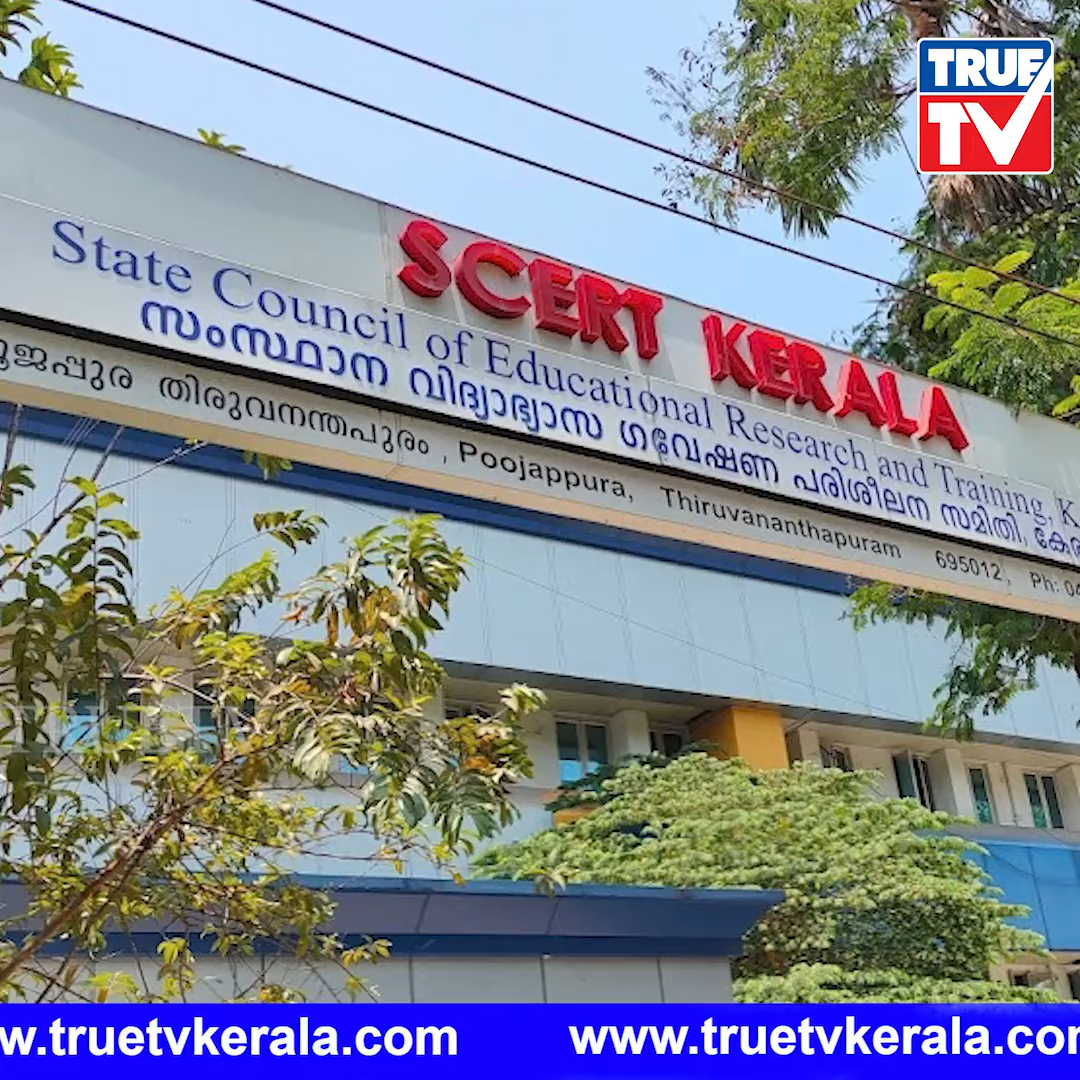 TRUE
TV
SCERT KERALA
State Council of Educational Research and Training, K
സംസ്ഥാന വിദ്യാഭ്യാസ ഗവേഷണ പരിശീലന സമിതി, കേര
പൂജപ്പുര തിരുവനന്തപുരം , Poojappura, Thiruvananthapuram 695012, Ph: 04
w.truetvkerala.com www.truetvkerala.co